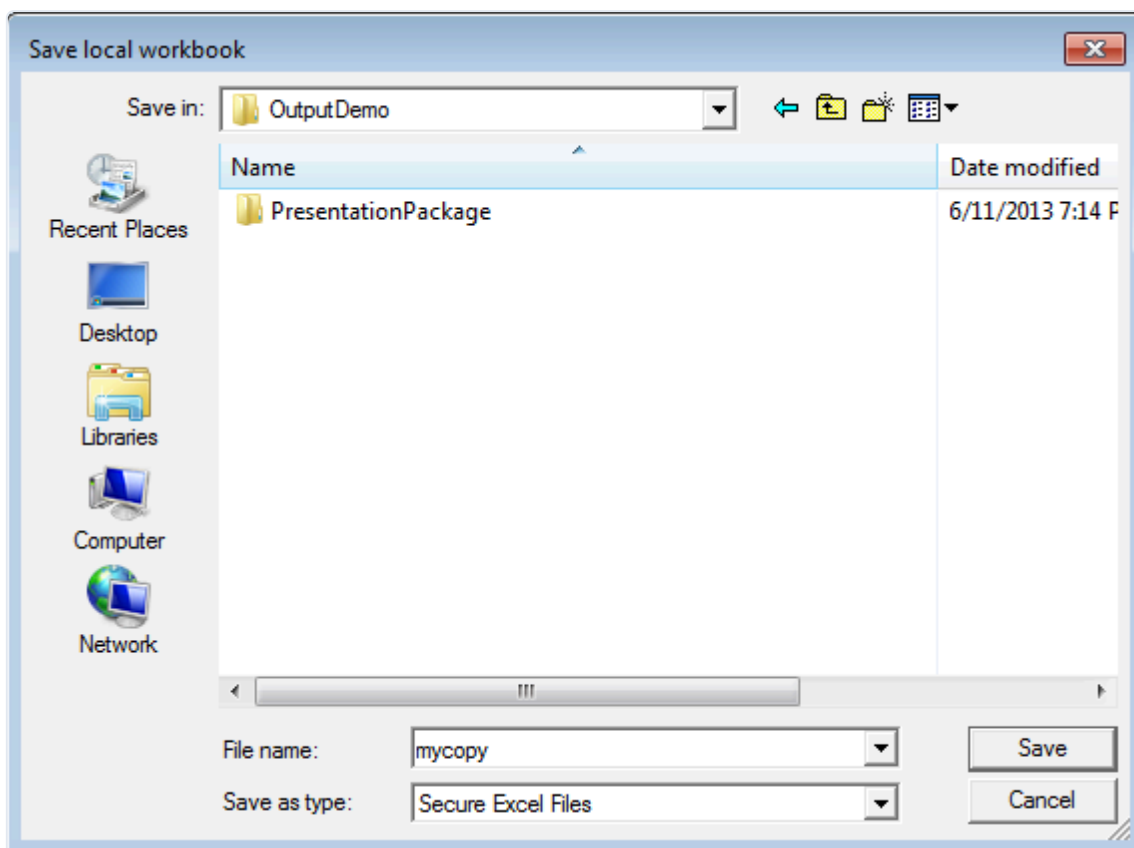 Save local workbook
Save in: OutputDemo
Name Date modified
PresentationPackage 6/11/2013 7:14 P
Recent Places
Desktop
Libraries
Computer
Network
File name: mycopy Save
Save as type: Secure Excel Files Cancel